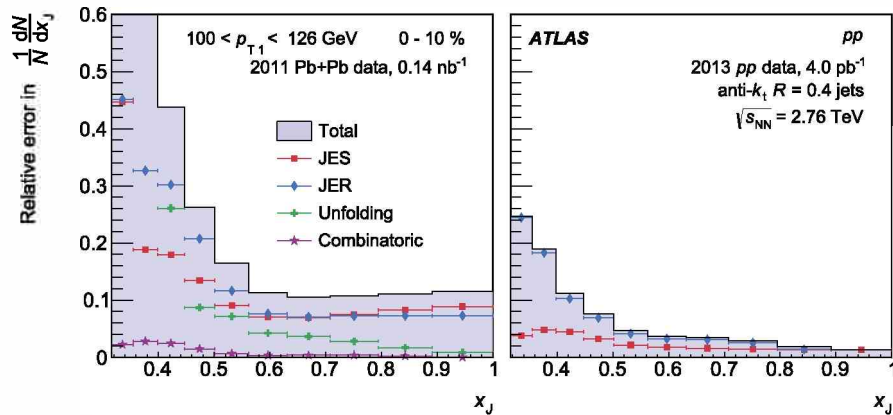 Relative error in 1/N dN/dx_J
0.6
0.5
0.4
0.3
0.2
0.1
0
100 < p_T1 < 126 GeV 0 - 10 %
2011 Pb+Pb data, 0.14 nb⁻¹
Total
JES
JER
Unfolding
Combinatoric
0.4 0.5 0.6 0.7 0.8 0.9 1
x_J
ATLAS pp
2013 pp data, 4.0 pb⁻¹
anti-k_t R = 0.4 jets
√s_NN = 2.76 TeV
0.4 0.5 0.6 0.7 0.8 0.9 1
x_J